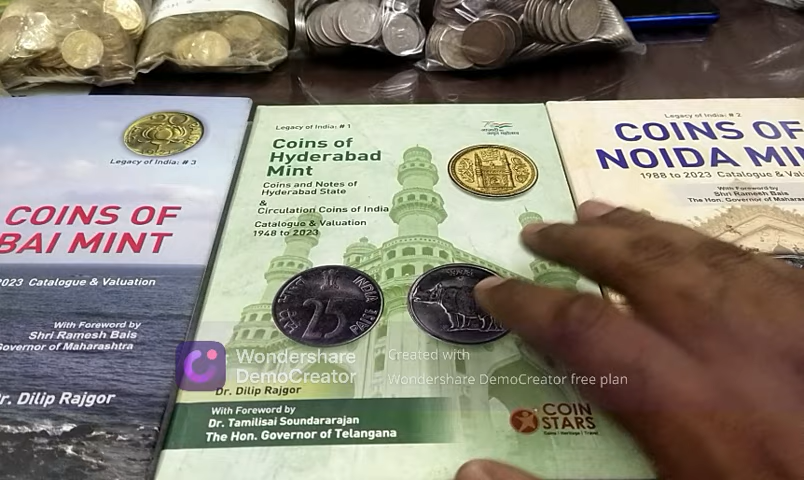 20
Legacy of India: # 3
COINS OF
BAI MINT
2023 Catalogue & Valuation
With Foreword by
Shri Ramesh Bais
Governor of Maharashtra
Dr. Dilip Rajgor
Legacy of India: # 1
Coins of
Hyderabad
Mint
Coins and Notes of
Hyderabad State
&
Circulation Coins of India
Catalogue & Valuation
1948 to 2023
INDIA
25
PAISE
Dr. Dilip Rajgor
With Foreword by
Dr. Tamilisai Soundararajan
The Hon. Governor of Telangana
COIN
STARS
Legacy of India: # 2
COINS OF
NOIDA MIN
1988 to 2023 Catalogue & Valu
With Foreword by
Shri Ramesh Bais
The Hon. Governor of Maharas
Wondershare
DemoCreator
Created with
Wondershare DemoCreator free plan